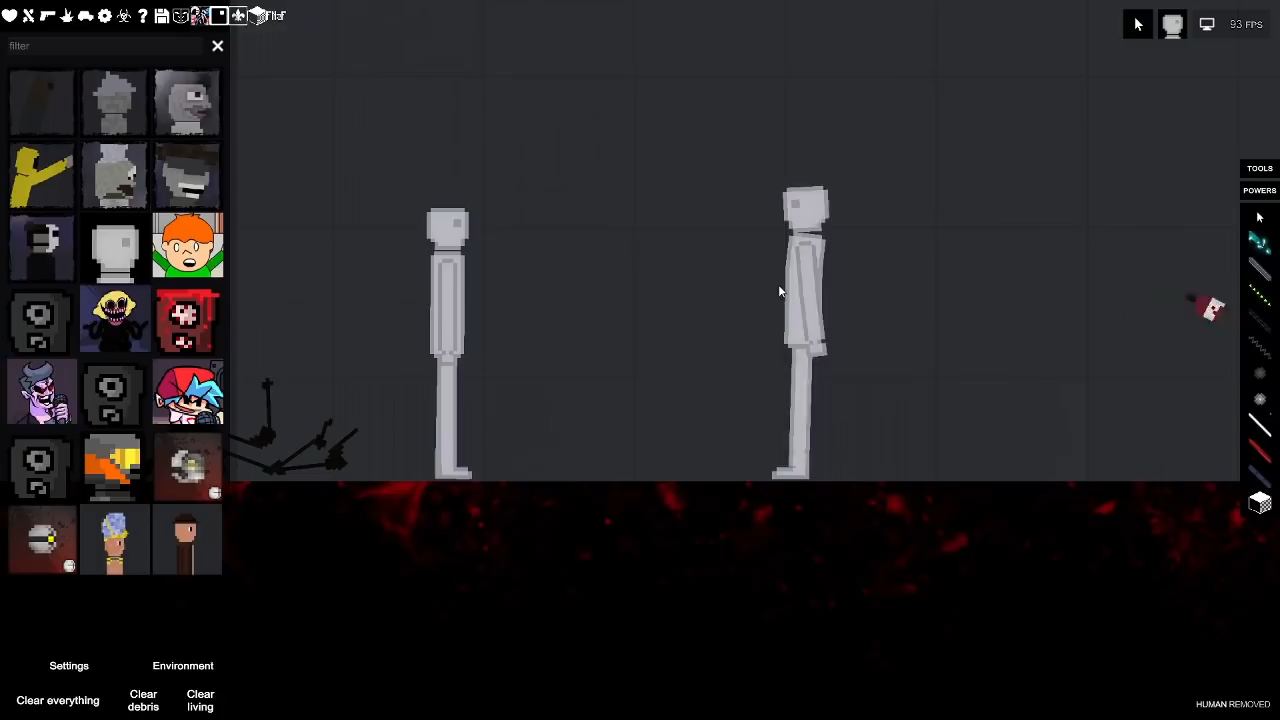 93 FPS
filter
TOOLS
POWERS
Settings
Environment
Clear everything
Clear debris
Clear living
HUMAN REMOVED